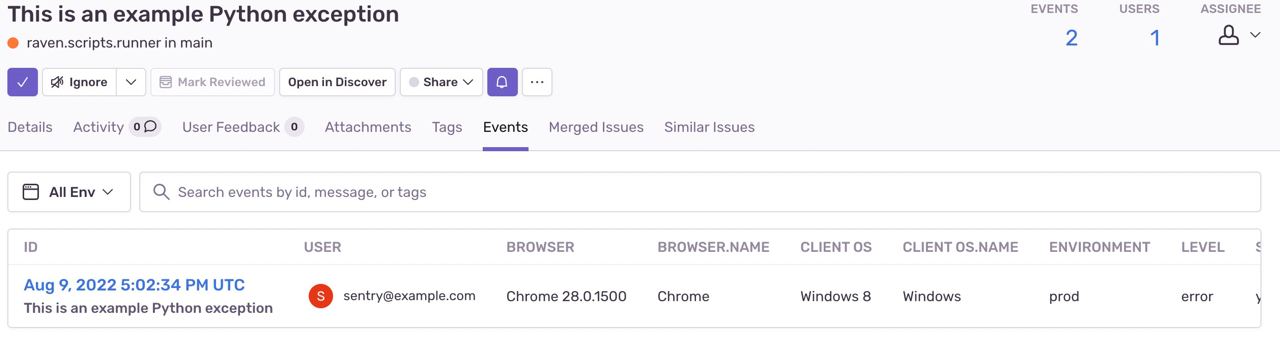 This is an example Python exception
EVENTS USERS ASSIGNEE
raven.scripts.runner in main
2 1
Ignore Mark Reviewed Open in Discover Share
Details Activity 0 User Feedback 0 Attachments Tags Events Merged Issues Similar Issues
All Env Search events by id, message, or tags
ID USER BROWSER BROWSER.NAME CLIENT OS CLIENT OS.NAME ENVIRONMENT LEVEL
Aug 9, 2022 5:02:34 PM UTC
S sentry@example.com Chrome 28.0.1500 Chrome Windows 8 Windows prod error
This is an example Python exception